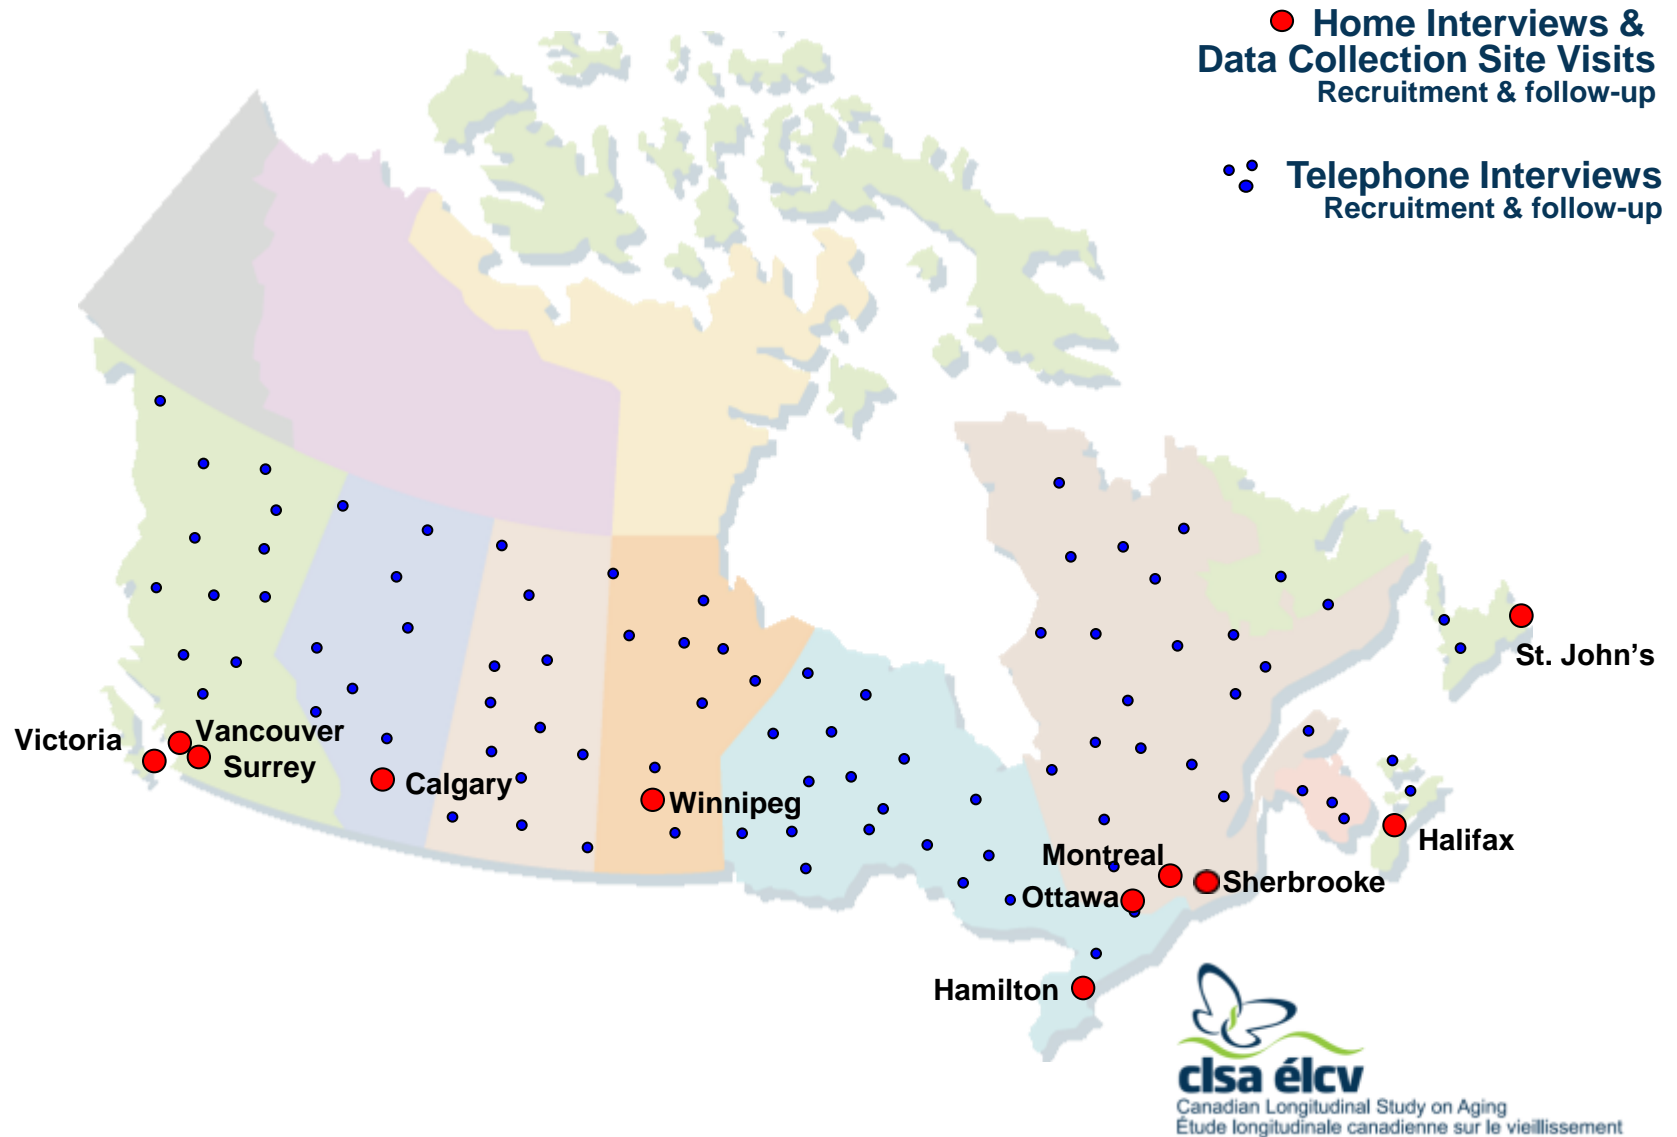 Home Interviews &
Data Collection Site Visits
Recruitment & follow-up
Telephone Interviews
Recruitment & follow-up
St. John’s
Victoria
Vancouver
Surrey
Calgary
Winnipeg
Halifax
Montreal
Sherbrooke
Ottawa
Hamilton
clsa élcv
Canadian Longitudinal Study on Aging
Étude longitudinale canadienne sur le vieillissement